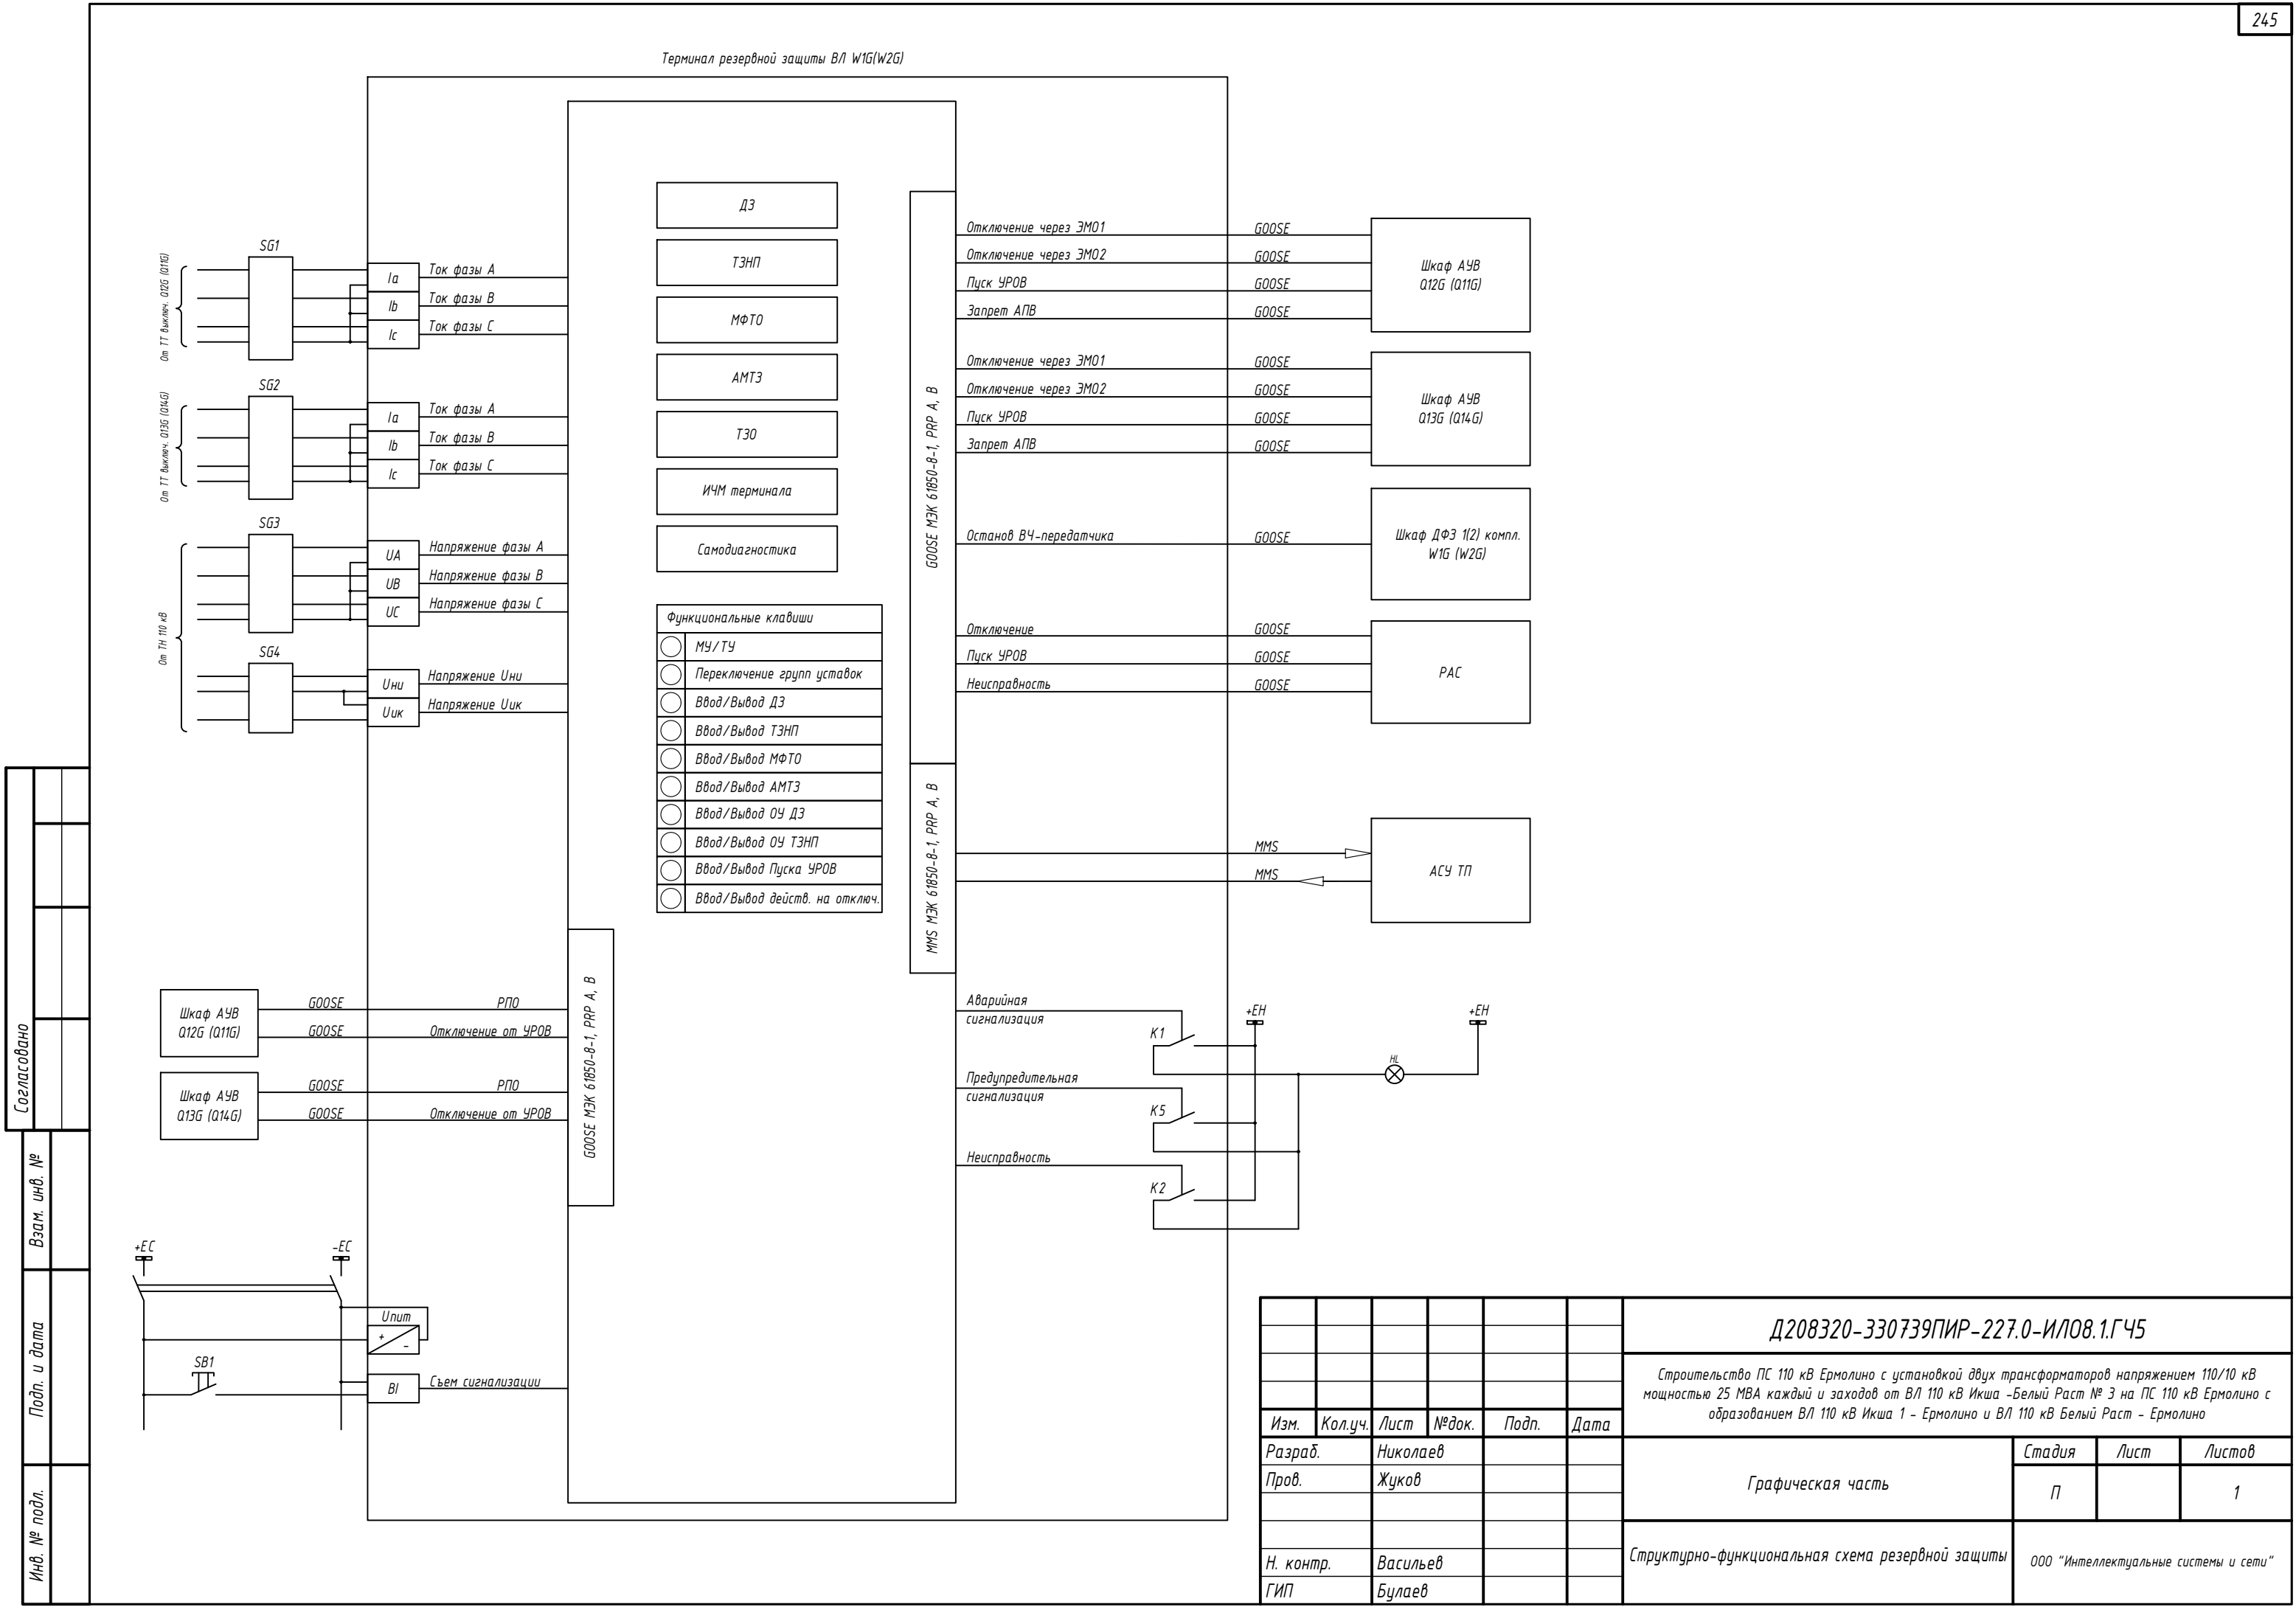 245
Терминал резервной защиты ВЛ W1G(W2G)
От ТТ выключ. Q12G (Q11G)
SG1
Ia
Ib
Ic
Ток фазы А
Ток фазы В
Ток фазы С
От ТТ выключ. Q13G (Q14G)
SG2
Ia
Ib
Ic
Ток фазы А
Ток фазы В
Ток фазы С
От ТН 110 кВ
SG3
UA
UB
UC
Напряжение фазы А
Напряжение фазы В
Напряжение фазы С
SG4
Uни
Uик
Напряжение Uни
Напряжение Uик
ДЗ
ТЗНП
МФТО
АМТЗ
ТЗО
ИЧМ терминала
Самодиагностика
Функциональные клавиши
МУ/ТУ
Переключение групп уставок
Ввод/Вывод ДЗ
Ввод/Вывод ТЗНП
Ввод/Вывод МФТО
Ввод/Вывод АМТЗ
Ввод/Вывод ОУ ДЗ
Ввод/Вывод ОУ ТЗНП
Ввод/Вывод Пуска УРОВ
Ввод/Вывод действ. на отключ.
GOOSE МЭК 61850-8-1, PRP A, B
MMS МЭК 61850-8-1, PRP A, B
Отключение через ЭМО1
GOOSE
Отключение через ЭМО2
GOOSE
Пуск УРОВ
GOOSE
Запрет АПВ
GOOSE
Шкаф АУВ
Q12G (Q11G)
Отключение через ЭМО1
GOOSE
Отключение через ЭМО2
GOOSE
Пуск УРОВ
GOOSE
Запрет АПВ
GOOSE
Шкаф АУВ
Q13G (Q14G)
Останов ВЧ-передатчика
GOOSE
Шкаф ДФЗ 1(2) компл.
W1G (W2G)
Отключение
GOOSE
Пуск УРОВ
GOOSE
Неисправность
GOOSE
РАС
MMS
MMS
АСУ ТП
Шкаф АУВ
Q12G (Q11G)
GOOSE
РПО
GOOSE
Отключение от УРОВ
Шкаф АУВ
Q13G (Q14G)
GOOSE
РПО
GOOSE
Отключение от УРОВ
GOOSE МЭК 61850-8-1, PRP A, B
Аварийная
сигнализация
K1
+EH
+EH
HL
Предупредительная
сигнализация
K5
Неисправность
K2
+EC
-EC
Uпит
+
-
SB1
BI
Съем сигнализации
Согласовано
Взам. инв. №
Подп. и дата
Инв. № подл.
Д208320-330739ПИР-227.0-ИЛО8.1.ГЧ5
Строительство ПС 110 кВ Ермолино с установкой двух трансформаторов напряжением 110/10 кВ
мощностью 25 МВА каждый и заходов от ВЛ 110 кВ Икша -Белый Раст № 3 на ПС 110 кВ Ермолино с
образованием ВЛ 110 кВ Икша 1 - Ермолино и ВЛ 110 кВ Белый Раст - Ермолино
Изм.
Кол.уч.
Лист
№док.
Подп.
Дата
Разраб.
Николаев
Пров.
Жуков
Н. контр.
Васильев
ГИП
Булаев
Графическая часть
Стадия
Лист
Листов
П
1
Структурно-функциональная схема резервной защиты
ООО "Интеллектуальные системы и сети"